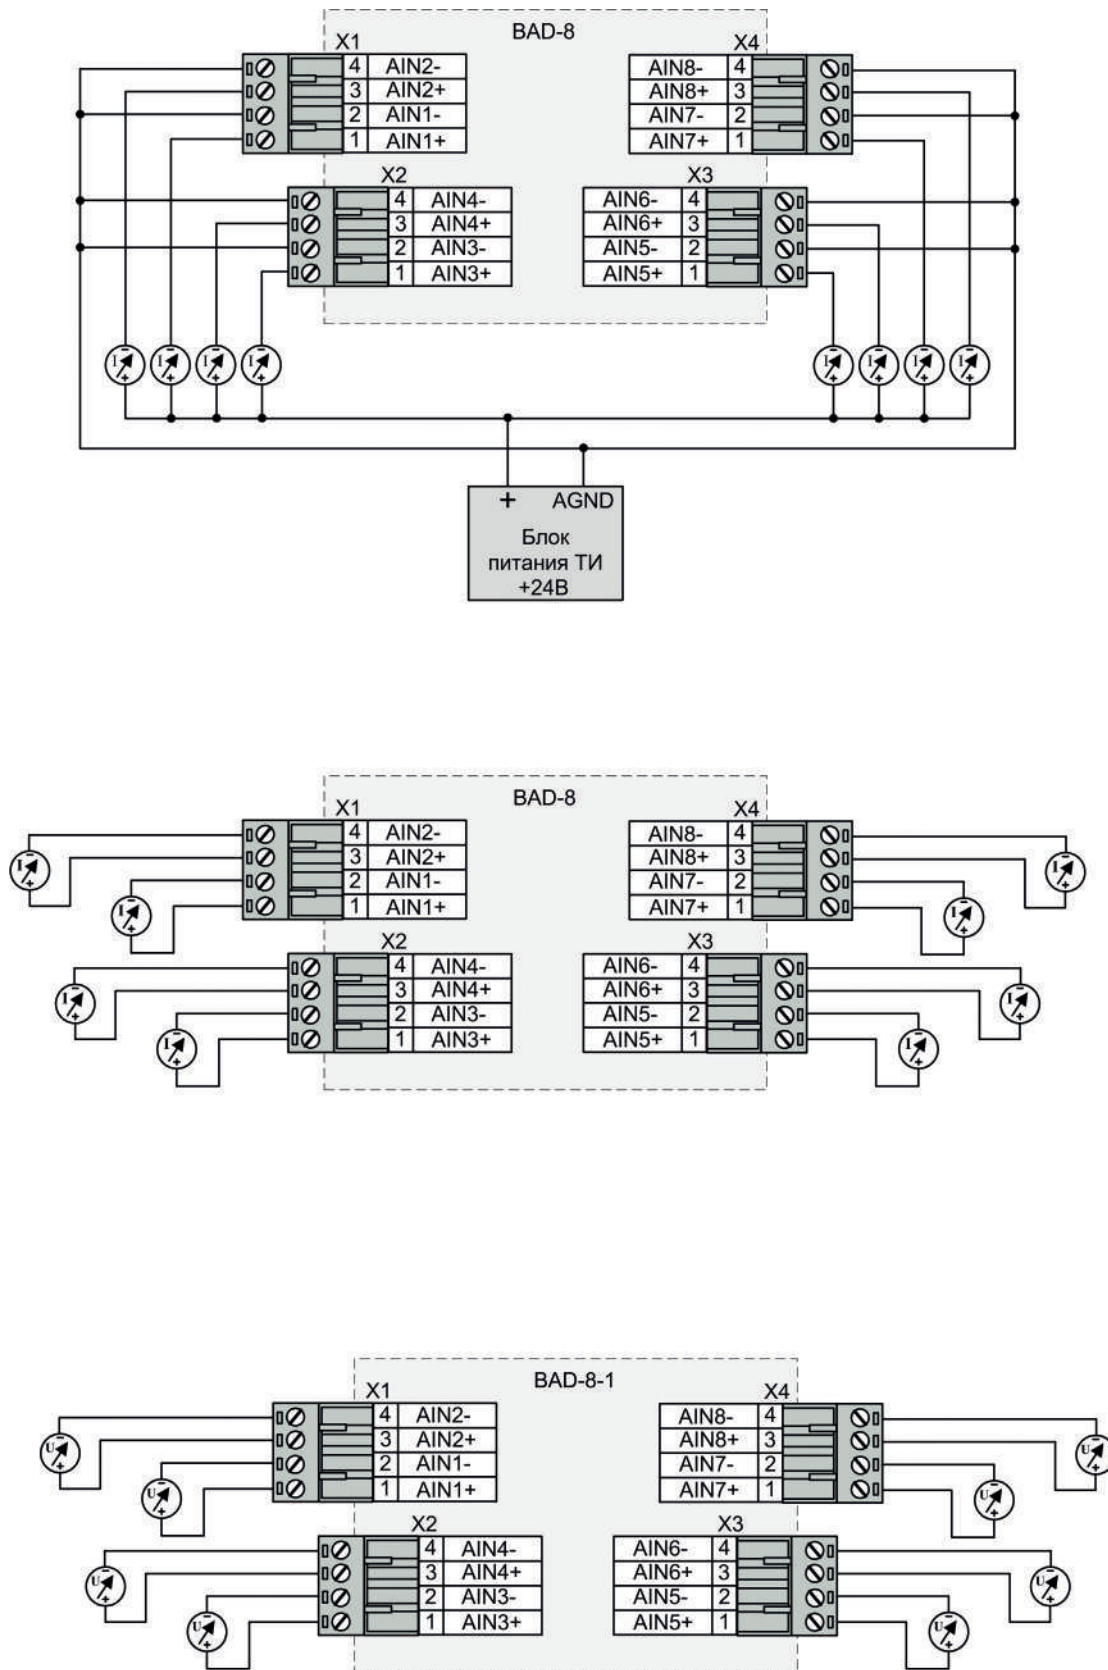 BAD-8
X1
4 AIN2-
3 AIN2+
2 AIN1-
1 AIN1+
X4
AIN8- 4
AIN8+ 3
AIN7- 2
AIN7+ 1
X2
4 AIN4-
3 AIN4+
2 AIN3-
1 AIN3+
X3
AIN6- 4
AIN6+ 3
AIN5- 2
AIN5+ 1
I - +
I - +
I - +
I - +
I - +
I - +
I - +
I - +
+ AGND
Блок
питания ТИ
+24В
BAD-8
X1
4 AIN2-
3 AIN2+
2 AIN1-
1 AIN1+
X4
AIN8- 4
AIN8+ 3
AIN7- 2
AIN7+ 1
I - +
I - +
I - +
I - +
X2
4 AIN4-
3 AIN4+
2 AIN3-
1 AIN3+
X3
AIN6- 4
AIN6+ 3
AIN5- 2
AIN5+ 1
I - +
I - +
I - +
I - +
BAD-8-1
X1
4 AIN2-
3 AIN2+
2 AIN1-
1 AIN1+
X4
AIN8- 4
AIN8+ 3
AIN7- 2
AIN7+ 1
U - +
U - +
U - +
U - +
X2
4 AIN4-
3 AIN4+
2 AIN3-
1 AIN3+
X3
AIN6- 4
AIN6+ 3
AIN5- 2
AIN5+ 1
U - +
U - +
U - +
U - +